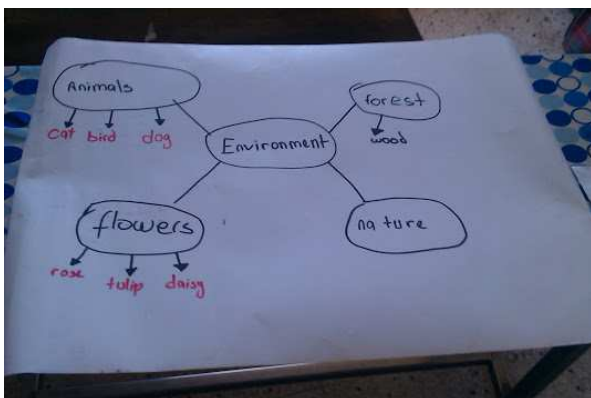 Animals
forest
cat bird dog
wood
Environment
flowers
nature
rose tulip daisy